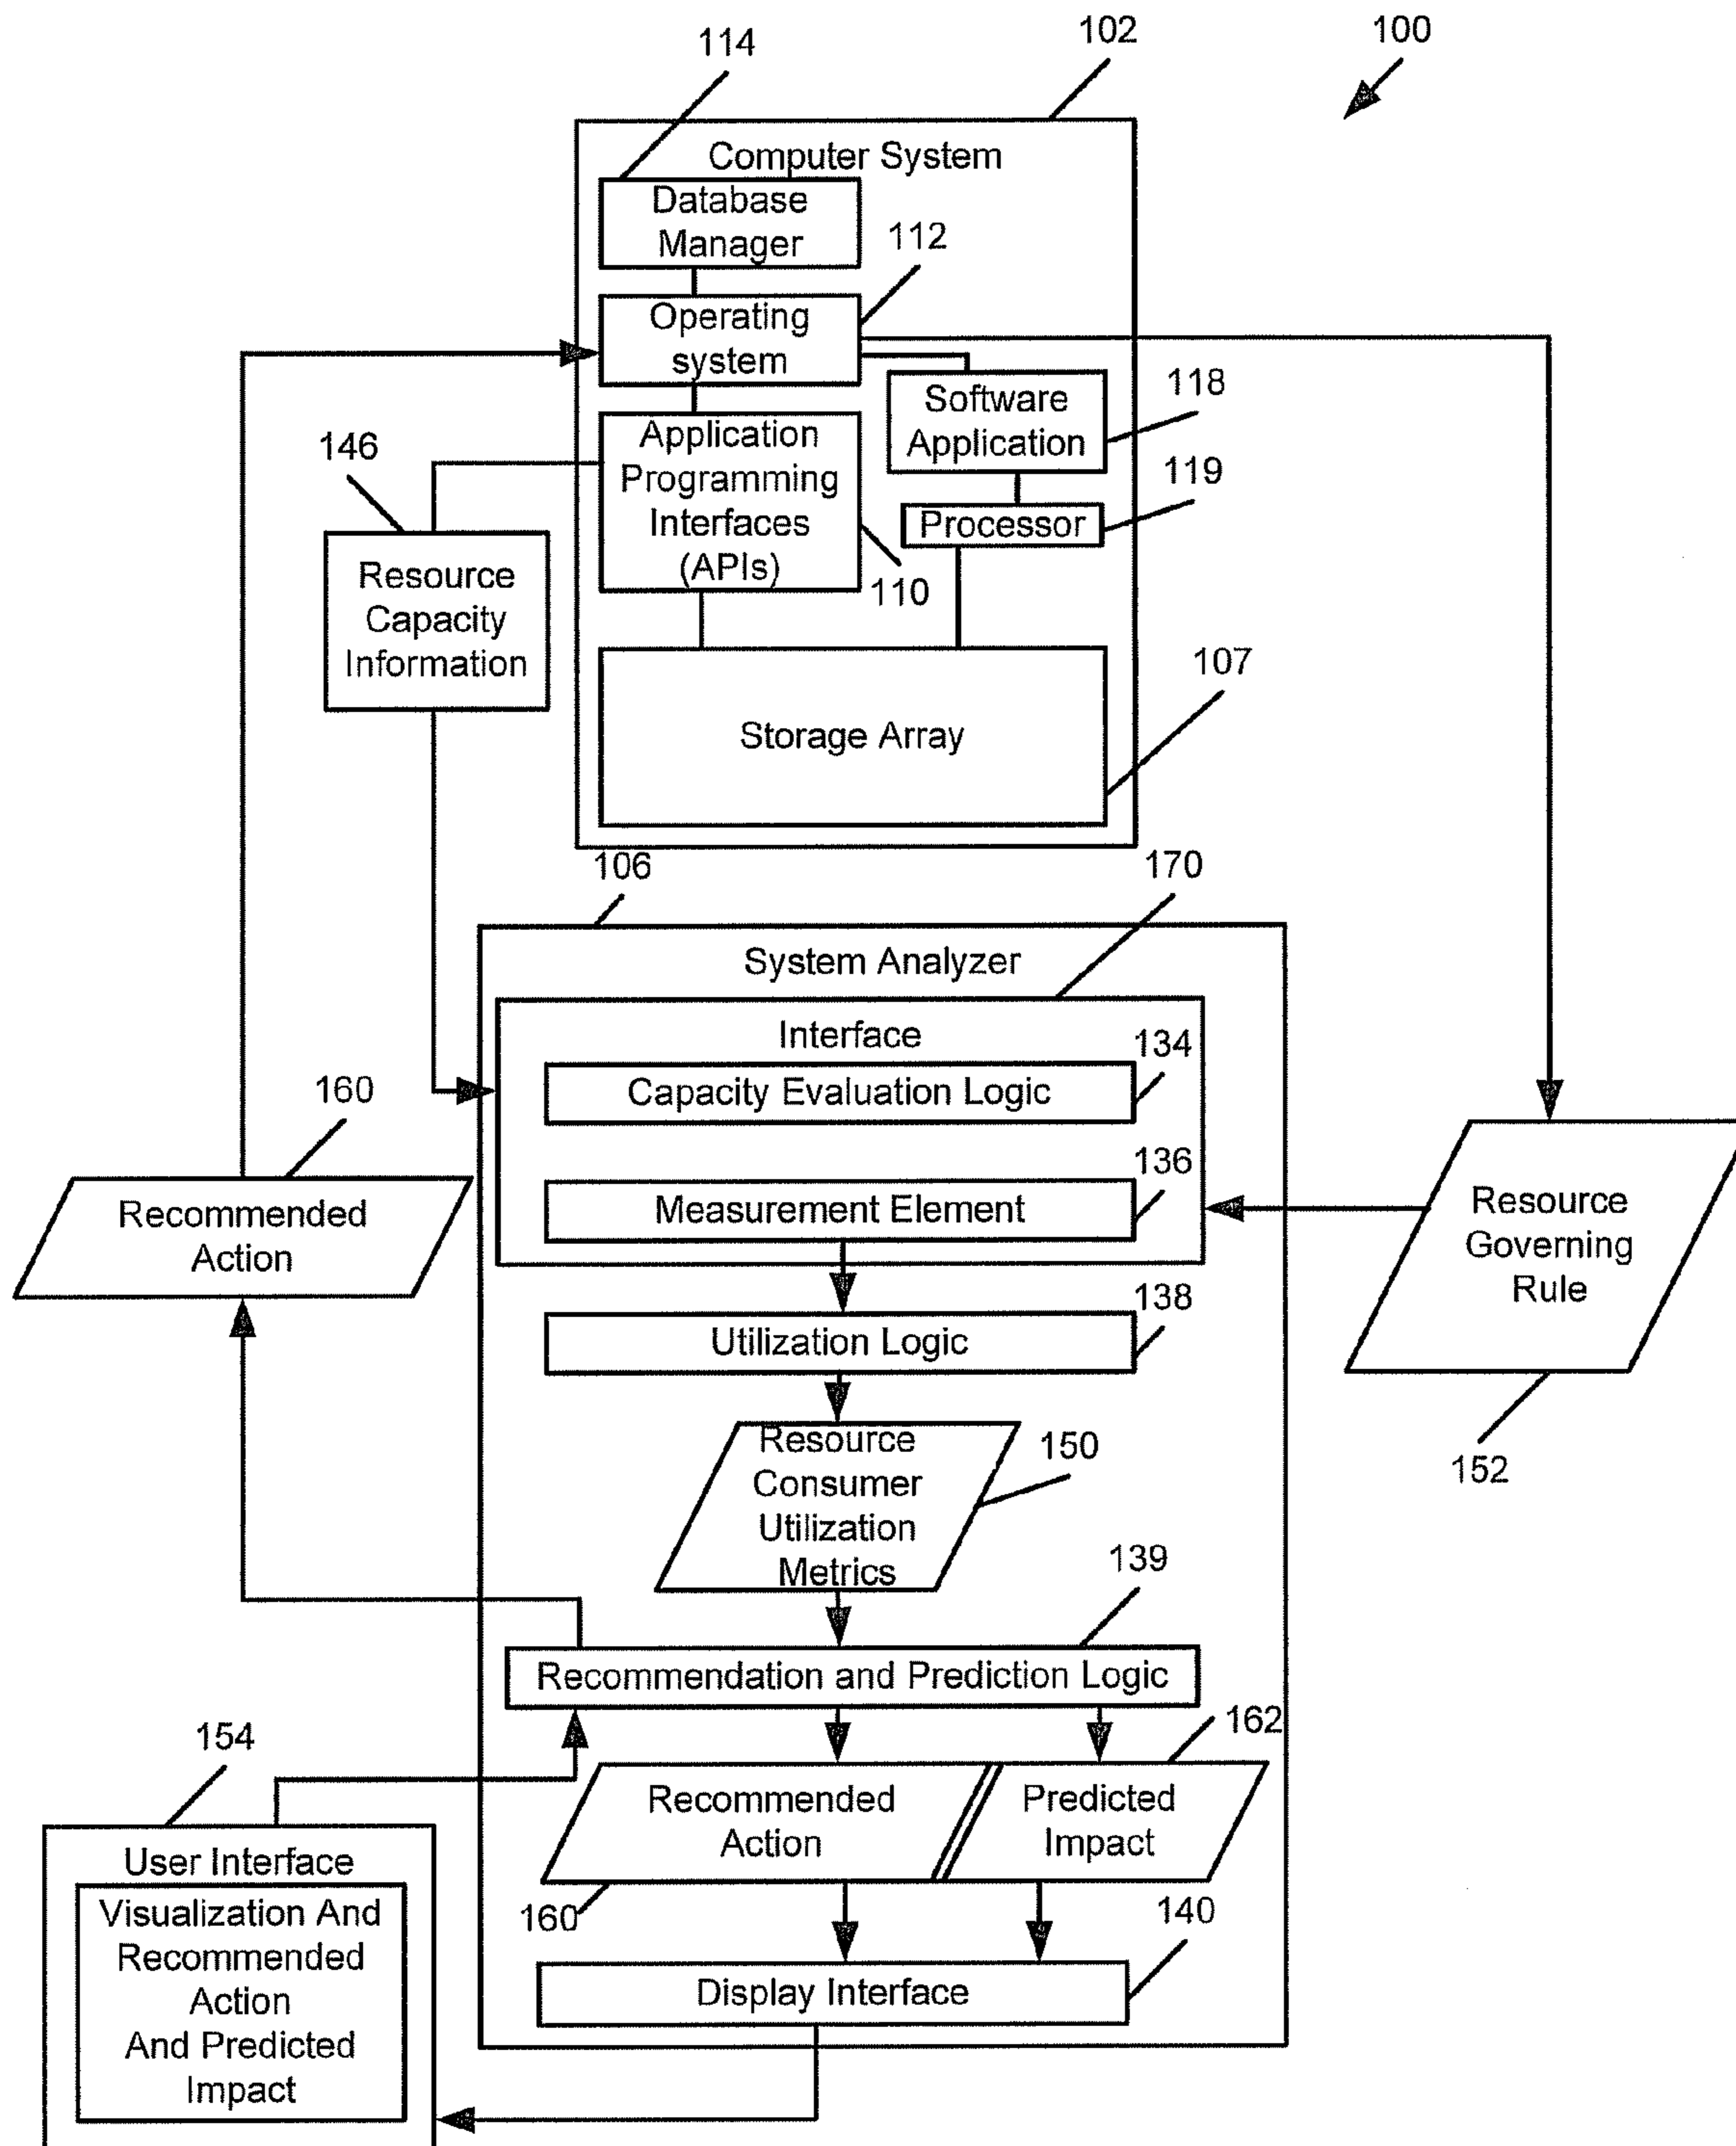 102
100
114
Computer System
Database
Manager
112
Operating
system
118
Software
Application
146
Application
Programming
Interfaces
(APIs)
119
Processor
110
Resource
Capacity
Information
107
Storage Array
106
170
System Analyzer
Interface
134
Capacity Evaluation Logic
160
136
Measurement Element
Recommended
Action
Resource
Governing
Rule
138
Utilization Logic
152
Resource
Consumer
Utilization
Metrics
150
139
Recommendation and Prediction Logic
162
154
Recommended
Action
Predicted
Impact
User Interface
Visualization And
Recommended
Action
And Predicted
Impact
160
140
Display Interface